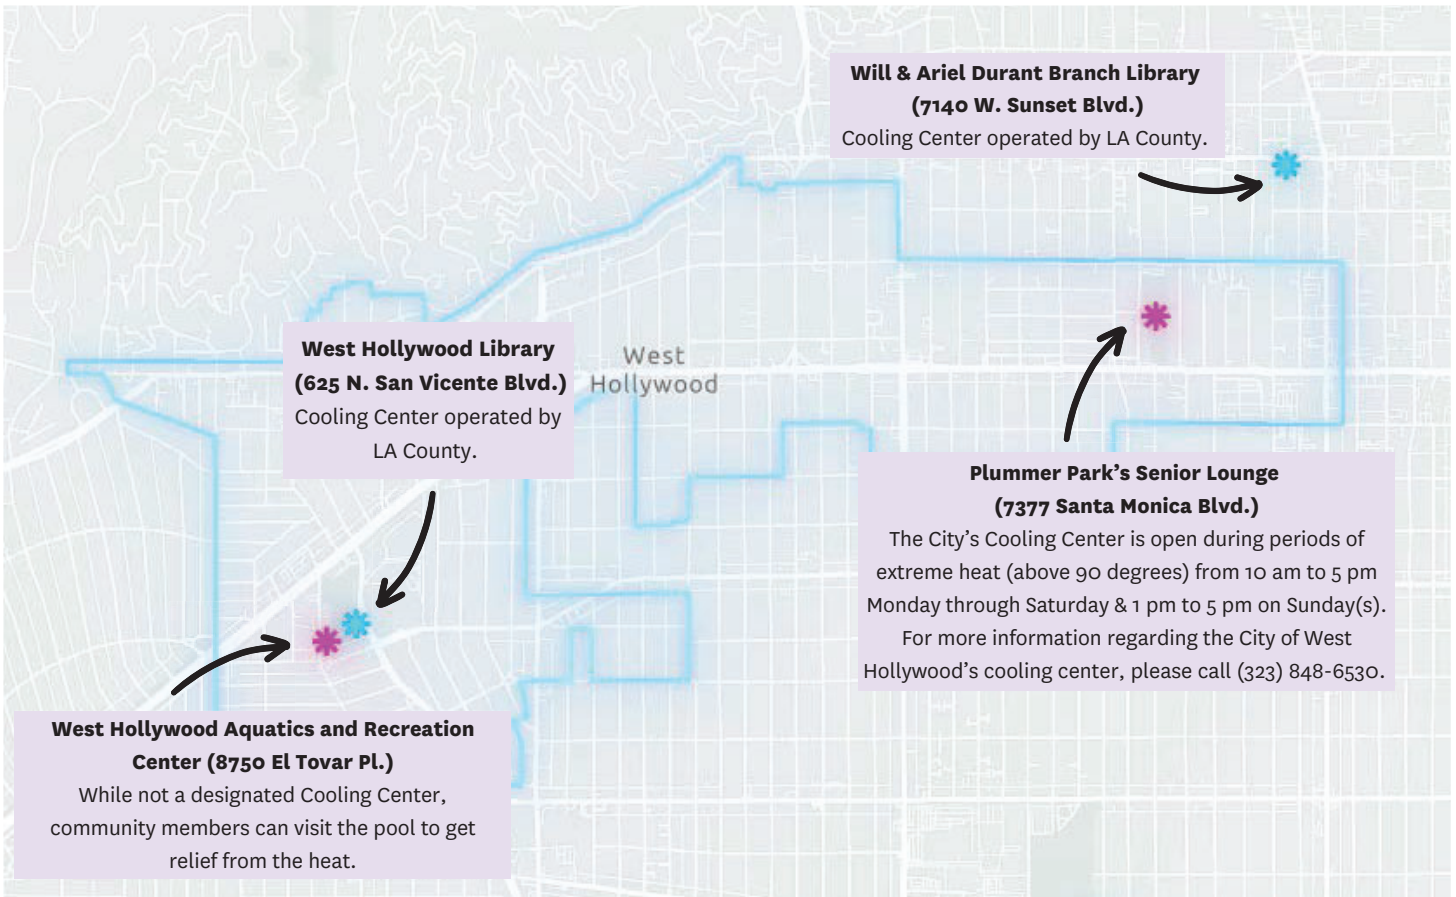 Will & Ariel Durant Branch Library
(7140 W. Sunset Blvd.)
Cooling Center operated by LA County.
West Hollywood Library
(625 N. San Vicente Blvd.)
Cooling Center operated by
LA County.
West
Hollywood
Plummer Park’s Senior Lounge
(7377 Santa Monica Blvd.)
The City’s Cooling Center is open during periods of
extreme heat (above 90 degrees) from 10 am to 5 pm
Monday through Saturday & 1 pm to 5 pm on Sunday(s).
For more information regarding the City of West
Hollywood’s cooling center, please call (323) 848-6530.
West Hollywood Aquatics and Recreation
Center (8750 El Tovar Pl.)
While not a designated Cooling Center,
community members can visit the pool to get
relief from the heat.